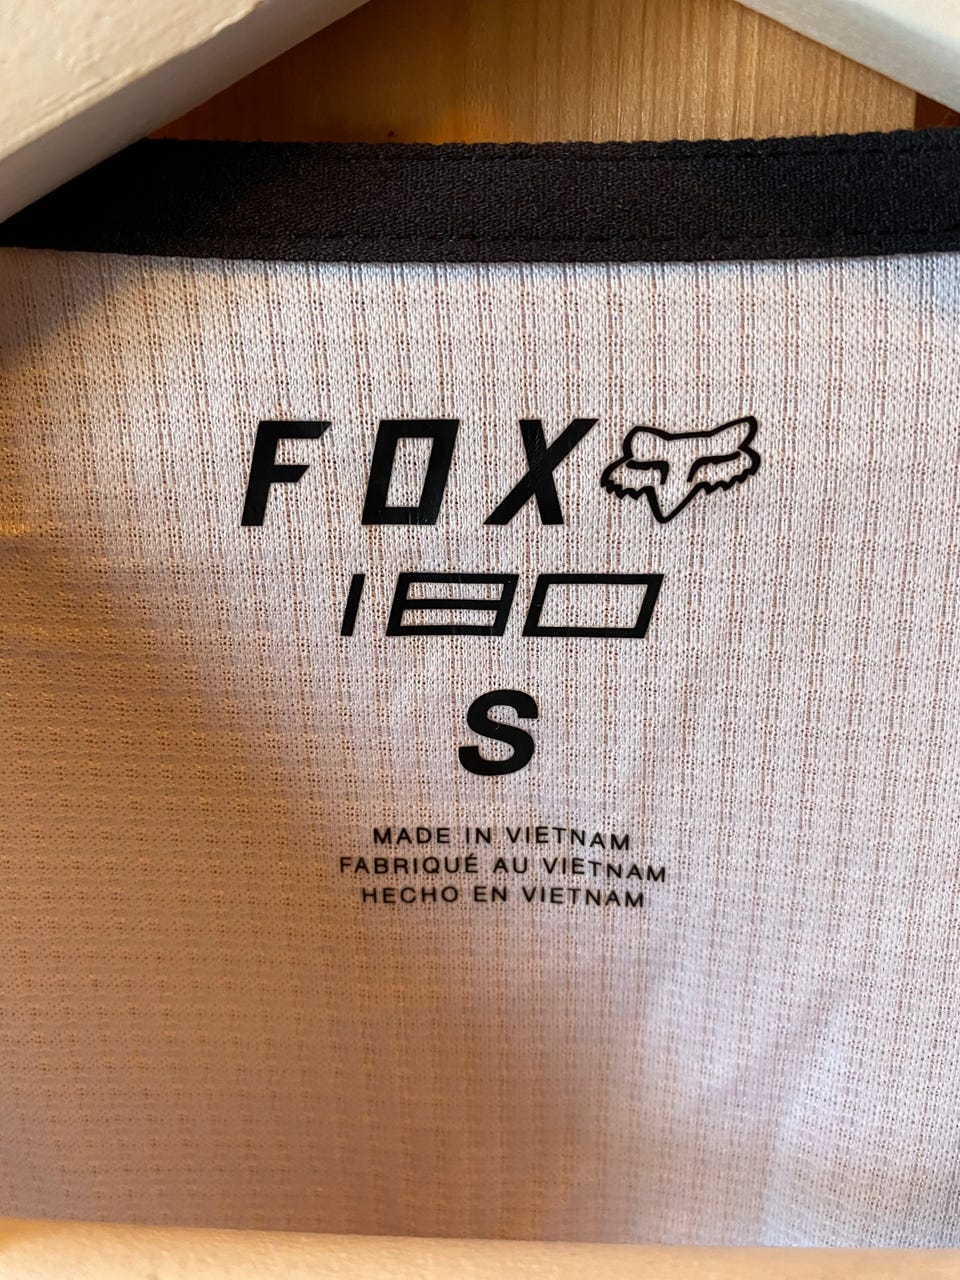 FOX
180
S
MADE IN VIETNAM
FABRIQUÉ AU VIETNAM
HECHO EN VIETNAM